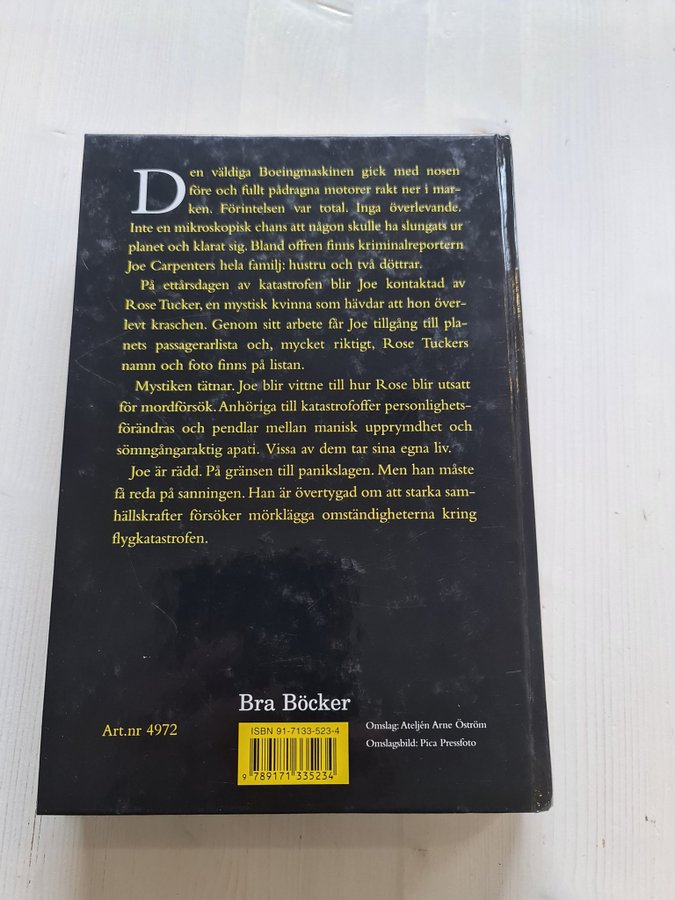 Den väldiga Boeingmaskinen gick med nosen
före och fullt pådragna motorer rakt ner i mar-
ken. Förintelsen var total. Inga överlevande.
Inte en mikroskopisk chans att någon skulle ha slungats ur
planet och klarat sig. Bland offren finns kriminalreportern
Joe Carpenters hela familj: hustru och två döttrar.
På ettårsdagen av katastrofen blir Joe kontaktad av
Rose Tucker, en mystisk kvinna som hävdar att hon över-
levt kraschen. Genom sitt arbete får Joe tillgång till pla-
nets passagerarlista och, mycket riktigt, Rose Tuckers
namn och foto finns på listan.
Mystiken tätnar. Joe blir vittne till hur Rose blir utsatt
för mordförsök. Anhöriga till katastrofoffer personlighets-
förändras och pendlar mellan manisk upprymdhet och
sömngångaraktig apati. Vissa av dem tar sina egna liv.
Joe är rädd. På gränsen till panikslagen. Men han måste
få reda på sanningen. Han är övertygad om att starka sam-
hällskrafter försöker mörklägga omständigheterna kring
flygkatastrofen.
Bra Böcker
Art.nr 4972
ISBN 91-7133-523-4
9 789171 335234
Omslag: Ateljén Arne Öström
Omslagsbild: Pica Pressfoto